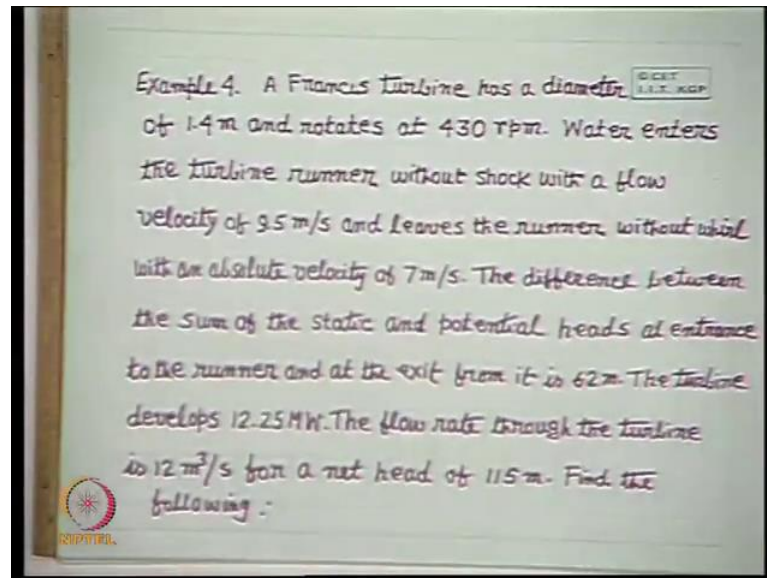 Example 4. A Francis turbine has a diameter
© CET
I.I.T. KGP
of 1.4 m and rotates at 430 rpm. Water enters
the turbine runner without shock with a flow
velocity of 9.5 m/s and leaves the runner without whirl
with an absolute velocity of 7 m/s. The difference between
the sum of the static and potential heads at entrance
to the runner and at the exit from it is 62 m. The turbine
develops 12.25 MW. The flow rate through the turbine
is 12 m³/s for a net head of 115 m. Find the
following :
NPTEL